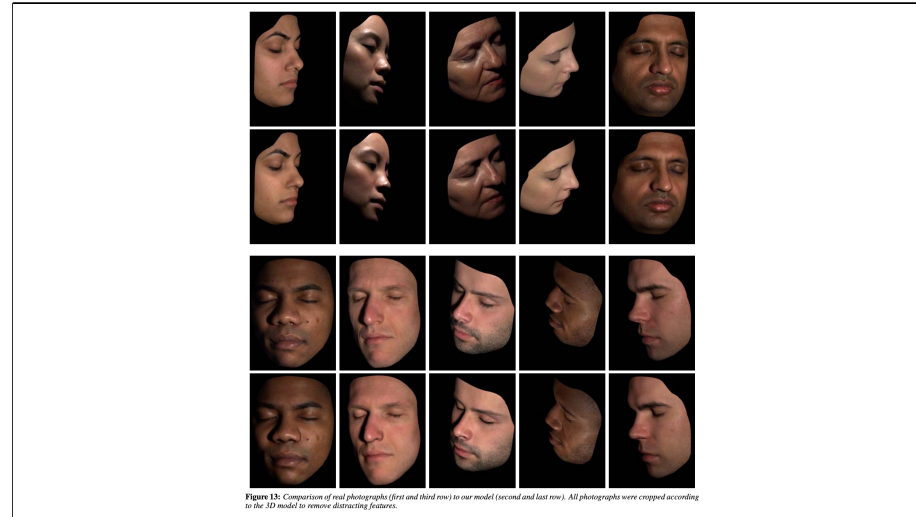 Figure 13: Comparison of real photographs (first and third row) to our model (second and last row). All photographs were cropped according
to the 3D model to remove distracting features.